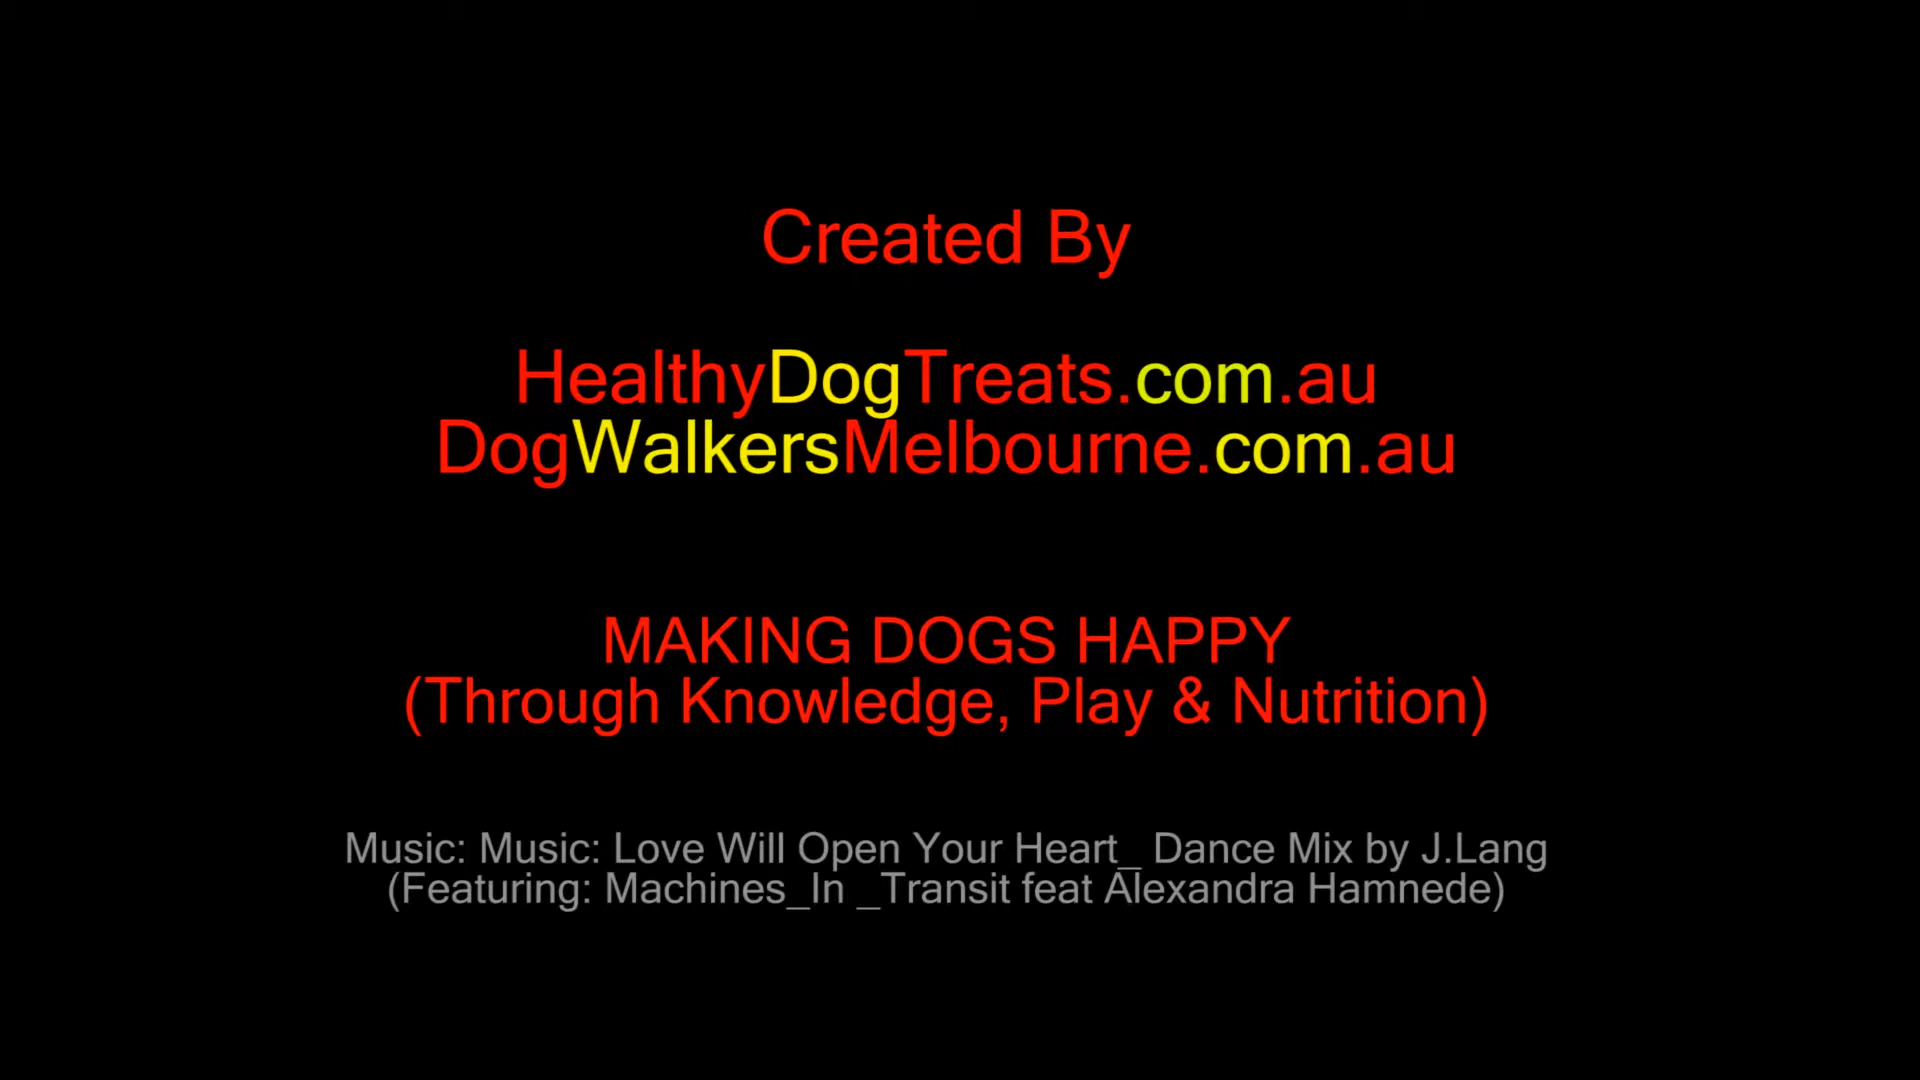 Created By
HealthyDogTreats.com.au
DogWalkersMelbourne.com.au
MAKING DOGS HAPPY
(Through Knowledge, Play & Nutrition)
Music: Music: Love Will Open Your Heart_ Dance Mix by J.Lang
(Featuring: Machines_In _Transit feat Alexandra Hamnede)